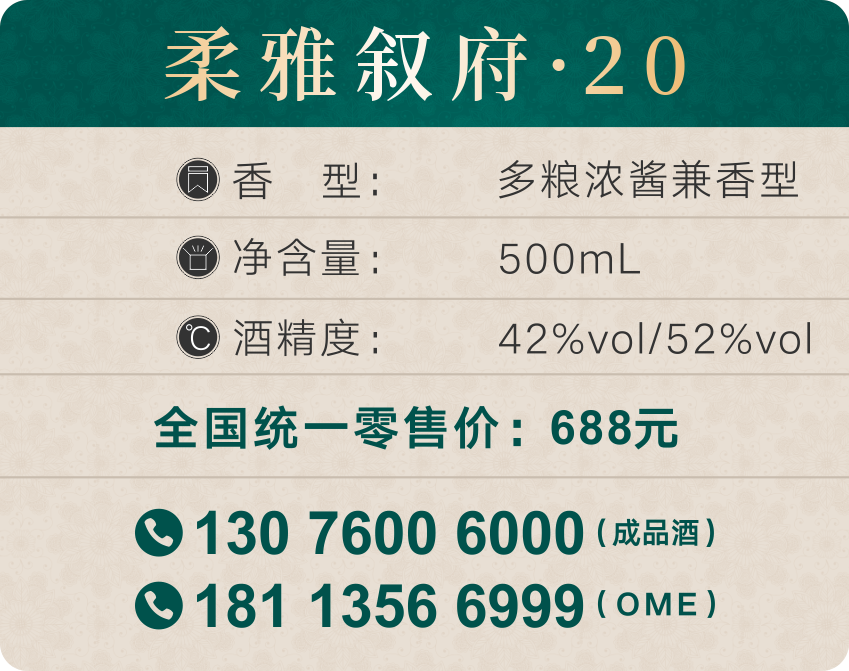 柔雅叙府·20
香 型： 多粮浓酱兼香型
净含量： 500mL
℃ 酒精度： 42%vol/52%vol
全国统一零售价：688元
130 7600 6000（成品酒）
181 1356 6999（OME）